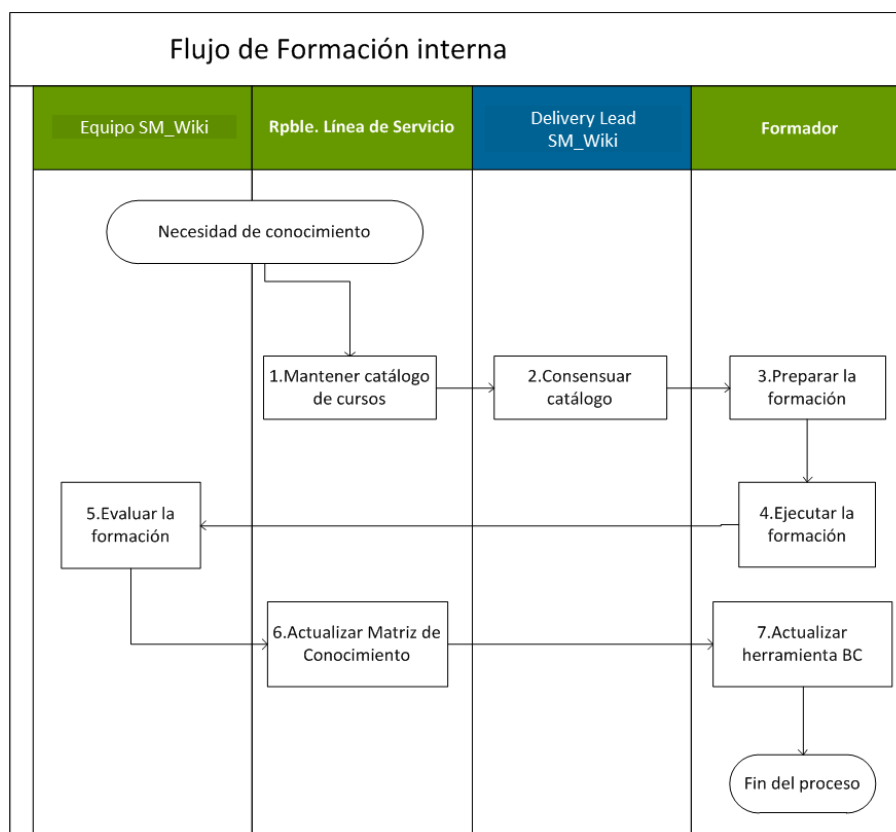 Flujo de Formación interna
Equipo SM_Wiki
Rpble. Línea de Servicio
Delivery Lead
SM_Wiki
Formador
Necesidad de conocimiento
1.Mantener catálogo
de cursos
2.Consensuar
catálogo
3.Preparar la
formación
5.Evaluar la
formación
4.Ejecutar la
formación
6.Actualizar Matriz de
Conocimiento
7.Actualizar
herramienta BC
Fin del proceso